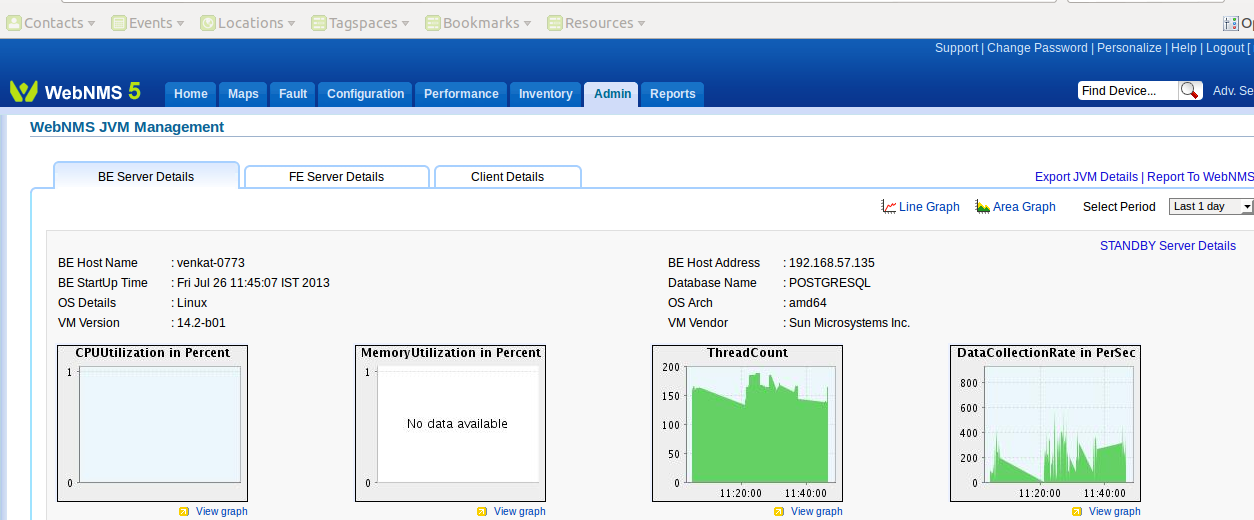 Contacts Events Locations Tagspaces Bookmarks Resources
Support | Change Password | Personalize | Help | Logout [
WebNMS 5 Home Maps Fault Configuration Performance Inventory Admin Reports Find Device... Adv. Se
WebNMS JVM Management
BE Server Details FE Server Details Client Details Export JVM Details | Report To WebNMS
Line Graph Area Graph Select Period Last 1 day
STANDBY Server Details
BE Host Name : venkat-0773 BE Host Address : 192.168.57.135
BE StartUp Time : Fri Jul 26 11:45:07 IST 2013 Database Name : POSTGRESQL
OS Details : Linux OS Arch : amd64
VM Version : 14.2-b01 VM Vendor : Sun Microsystems Inc.
CPUUtilization in Percent
1
0
View graph
MemoryUtilization in Percent
1
No data available
0
View graph
ThreadCount
200
150
100
50
0
11:20:00 11:40:00
View graph
DataCollectionRate in PerSec
800
600
400
200
0
11:20:00 11:40:00
View graph